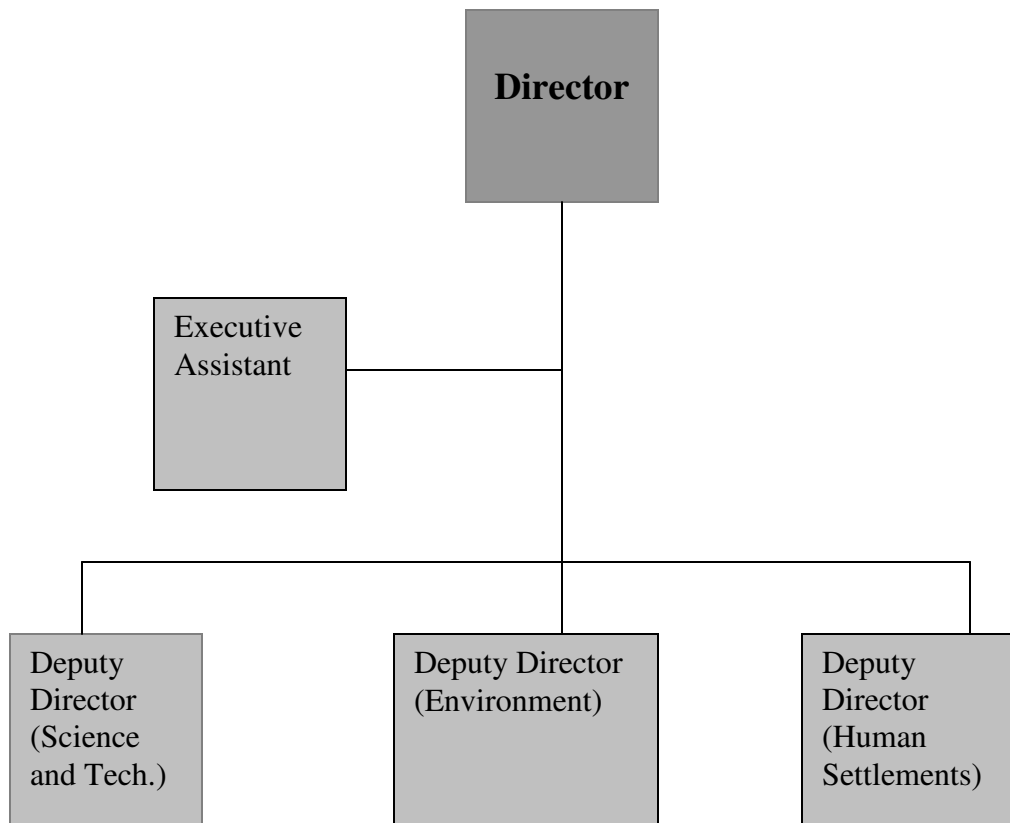 Director
Executive
Assistant
Deputy
Director
(Science
and Tech.)
Deputy Director
(Environment)
Deputy
Director
(Human
Settlements)